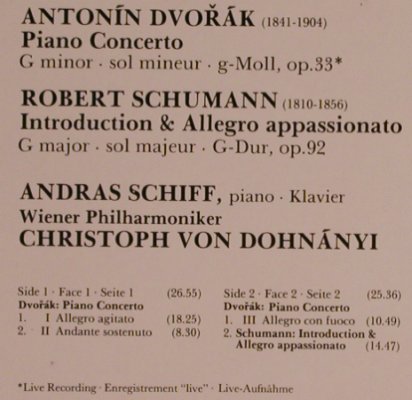 ANTONÍN DVOŘÁK (1841-1904)
Piano Concerto
G minor · sol mineur · g-Moll, op.33*
ROBERT SCHUMANN (1810-1856)
Introduction & Allegro appassionato
G major · sol majeur · G-Dur, op.92
ANDRAS SCHIFF, piano · Klavier
Wiener Philharmoniker
CHRISTOPH VON DOHNÁNYI
Side 1 · Face 1 · Seite 1 (26.55)
Dvořák: Piano Concerto
1. I Allegro agitato (18.25)
2. II Andante sostenuto (8.30)
Side 2 · Face 2 · Seite 2 (25.36)
Dvořák: Piano Concerto
1. III Allegro con fuoco (10.49)
2. Schumann: Introduction &
Allegro appassionato (14.47)
*Live Recording · Enregistrement "live" · Live-Aufnähme